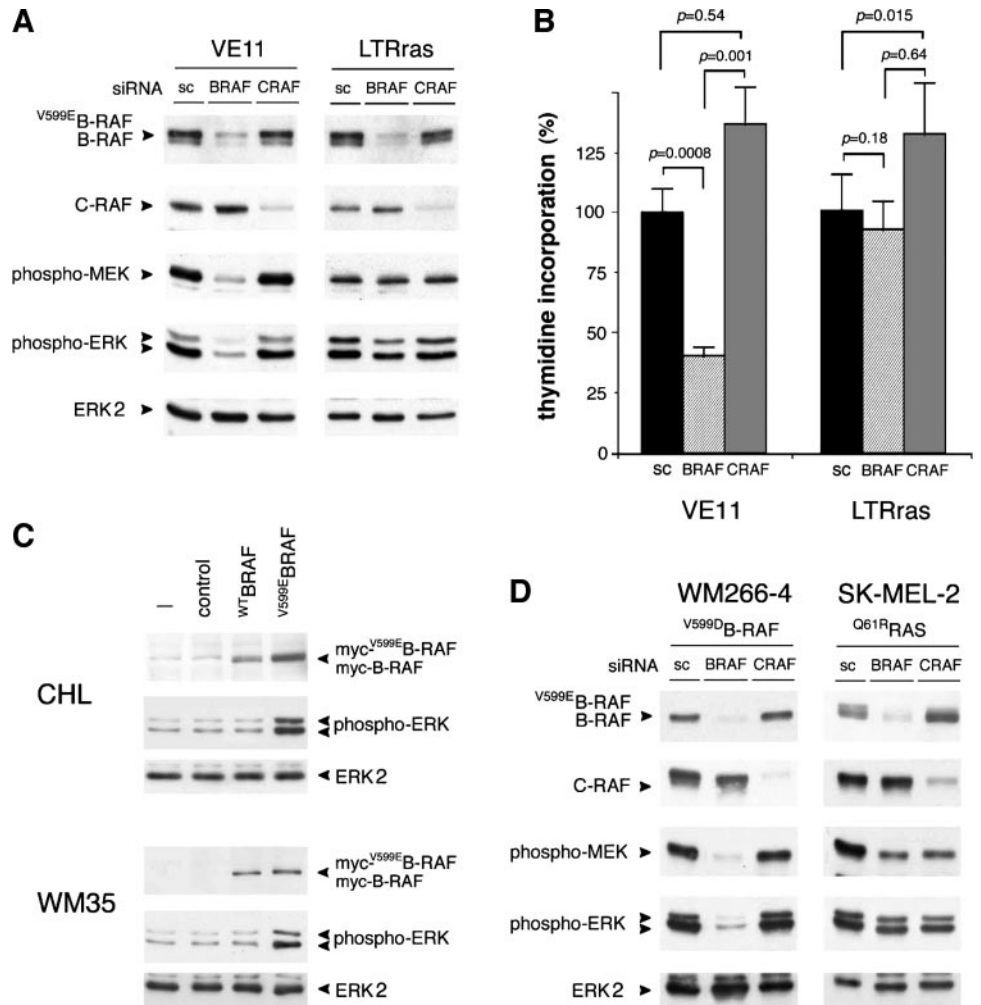 A
VE11 LTRras
siRNA sc BRAF CRAF sc BRAF CRAF
V599E B-RAF
B-RAF
C-RAF
phospho-MEK
phospho-ERK
ERK2
B
p=0.54 p=0.015
p=0.001 p=0.64
p=0.0008 p=0.18
thymidine incorporation (%)
125
100
75
50
25
0
sc BRAF CRAF sc BRAF CRAF
VE11 LTRras
C
– control WTBRAF V599EBRAF
CHL
myc-V599EB-RAF
myc-B-RAF
phospho-ERK
ERK2
WM35
myc-V599EB-RAF
myc-B-RAF
phospho-ERK
ERK2
D
WM266-4 SK-MEL-2
V599DB-RAF Q61RRAS
siRNA sc BRAF CRAF sc BRAF CRAF
V599E B-RAF
B-RAF
C-RAF
phospho-MEK
phospho-ERK
ERK2